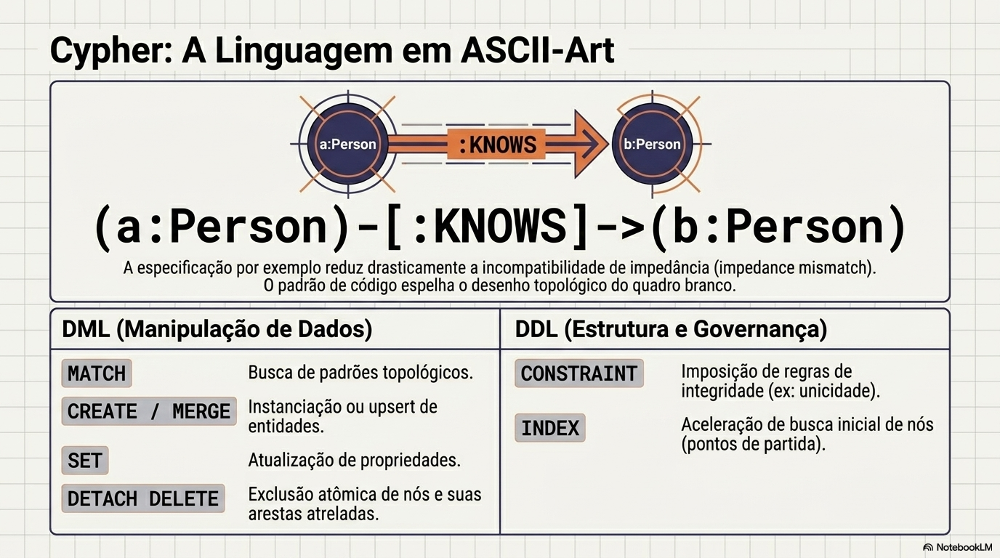 Cypher: A Linguagem em ASCII-Art
a:Person
:KNOWS
b:Person
(a:Person)-[:KNOWS]->(b:Person)
A especificação por exemplo reduz drasticamente a incompatibilidade de impedância (impedance mismatch).
O padrão de código espelha o desenho topológico do quadro branco.
DML (Manipulação de Dados)
MATCH
Busca de padrões topológicos.
CREATE / MERGE
Instanciação ou upsert de
entidades.
SET
Atualização de propriedades.
DETACH DELETE
Exclusão atômica de nós e suas
arestas atreladas.
DDL (Estrutura e Governança)
CONSTRAINT
Imposição de regras de
integridade (ex: unicidade).
INDEX
Aceleração de busca inicial de nós
(pontos de partida).
NotebookLM